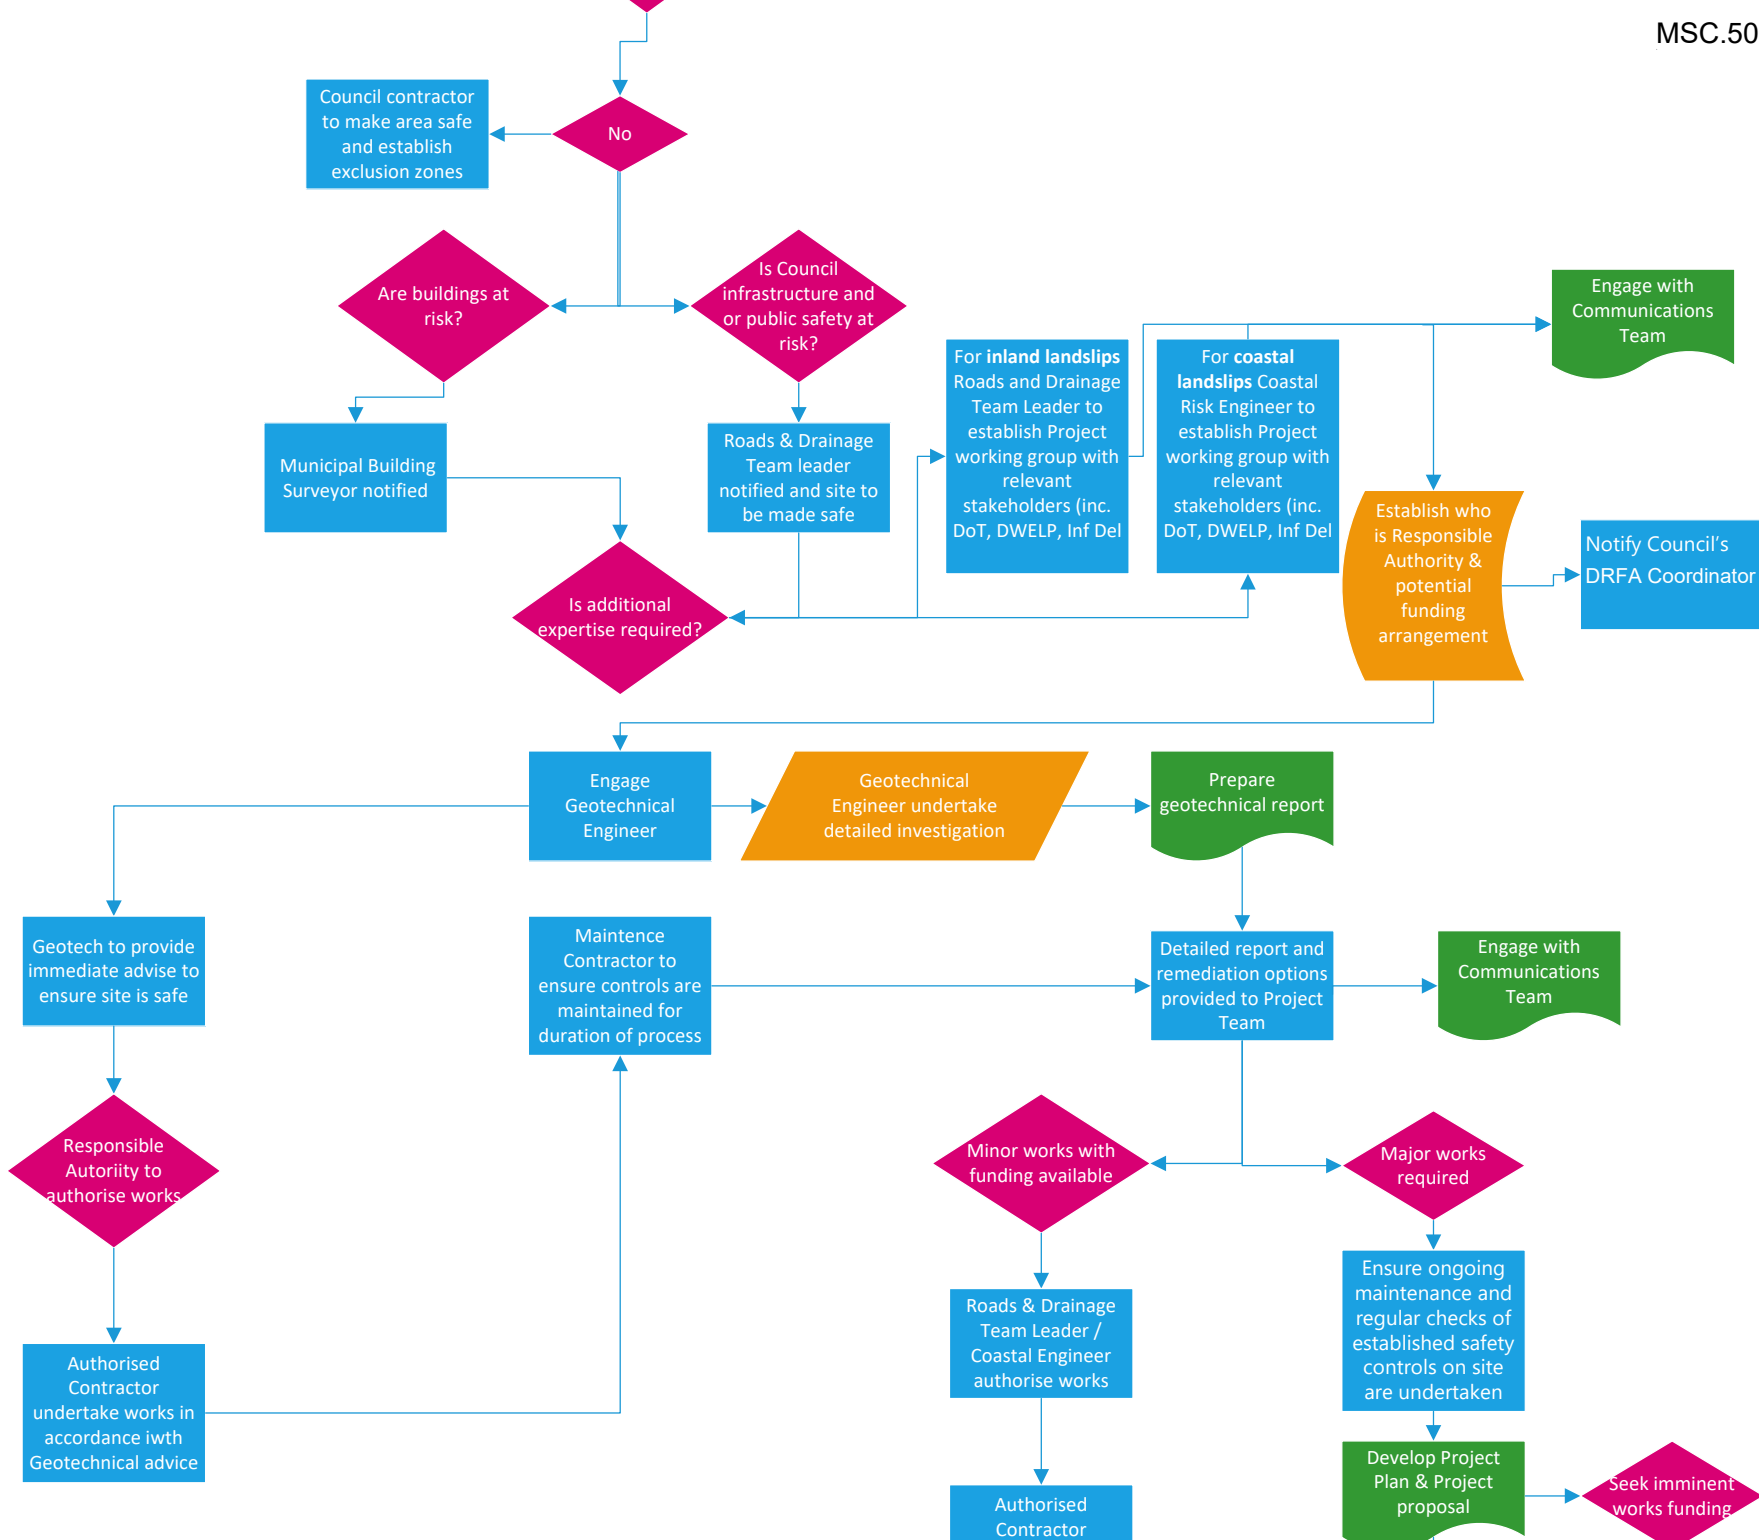 MSC.50
Council contractor
to make area safe
and establish
exclusion zones
No
Are buildings at
risk?
Is Council
infrastructure and
or public safety at
risk?
Engage with
Communications
Team
For inland landslips
Roads and Drainage
Team Leader to
establish Project
working group with
relevant
stakeholders (inc.
DoT, DWELP, Inf Del
For coastal
landslips Coastal
Risk Engineer to
establish Project
working group with
relevant
stakeholders (inc.
DoT, DWELP, Inf Del
Municipal Building
Surveyor notified
Roads & Drainage
Team leader
notified and site to
be made safe
Establish who
is Responsible
Authority &
potential
funding
arrangement
Notify Council’s
DRFA Coordinator
Is additional
expertise required?
Engage
Geotechnical
Engineer
Geotechnical
Engineer undertake
detailed investigation
Prepare
geotechnical report
Geotech to provide
immediate advise to
ensure site is safe
Maintence
Contractor to
ensure controls are
maintained for
duration of process
Detailed report and
remediation options
provided to Project
Team
Engage with
Communications
Team
Responsible
Autoriity to
authorise works
Minor works with
funding available
Major works
required
Roads & Drainage
Team Leader /
Coastal Engineer
authorise works
Ensure ongoing
maintenance and
regular checks of
established safety
controls on site
are undertaken
Authorised
Contractor
undertake works in
accordance iwth
Geotechnical advice
Develop Project
Plan & Project
proposal
Seek imminent
works funding
Authorised
Contractor